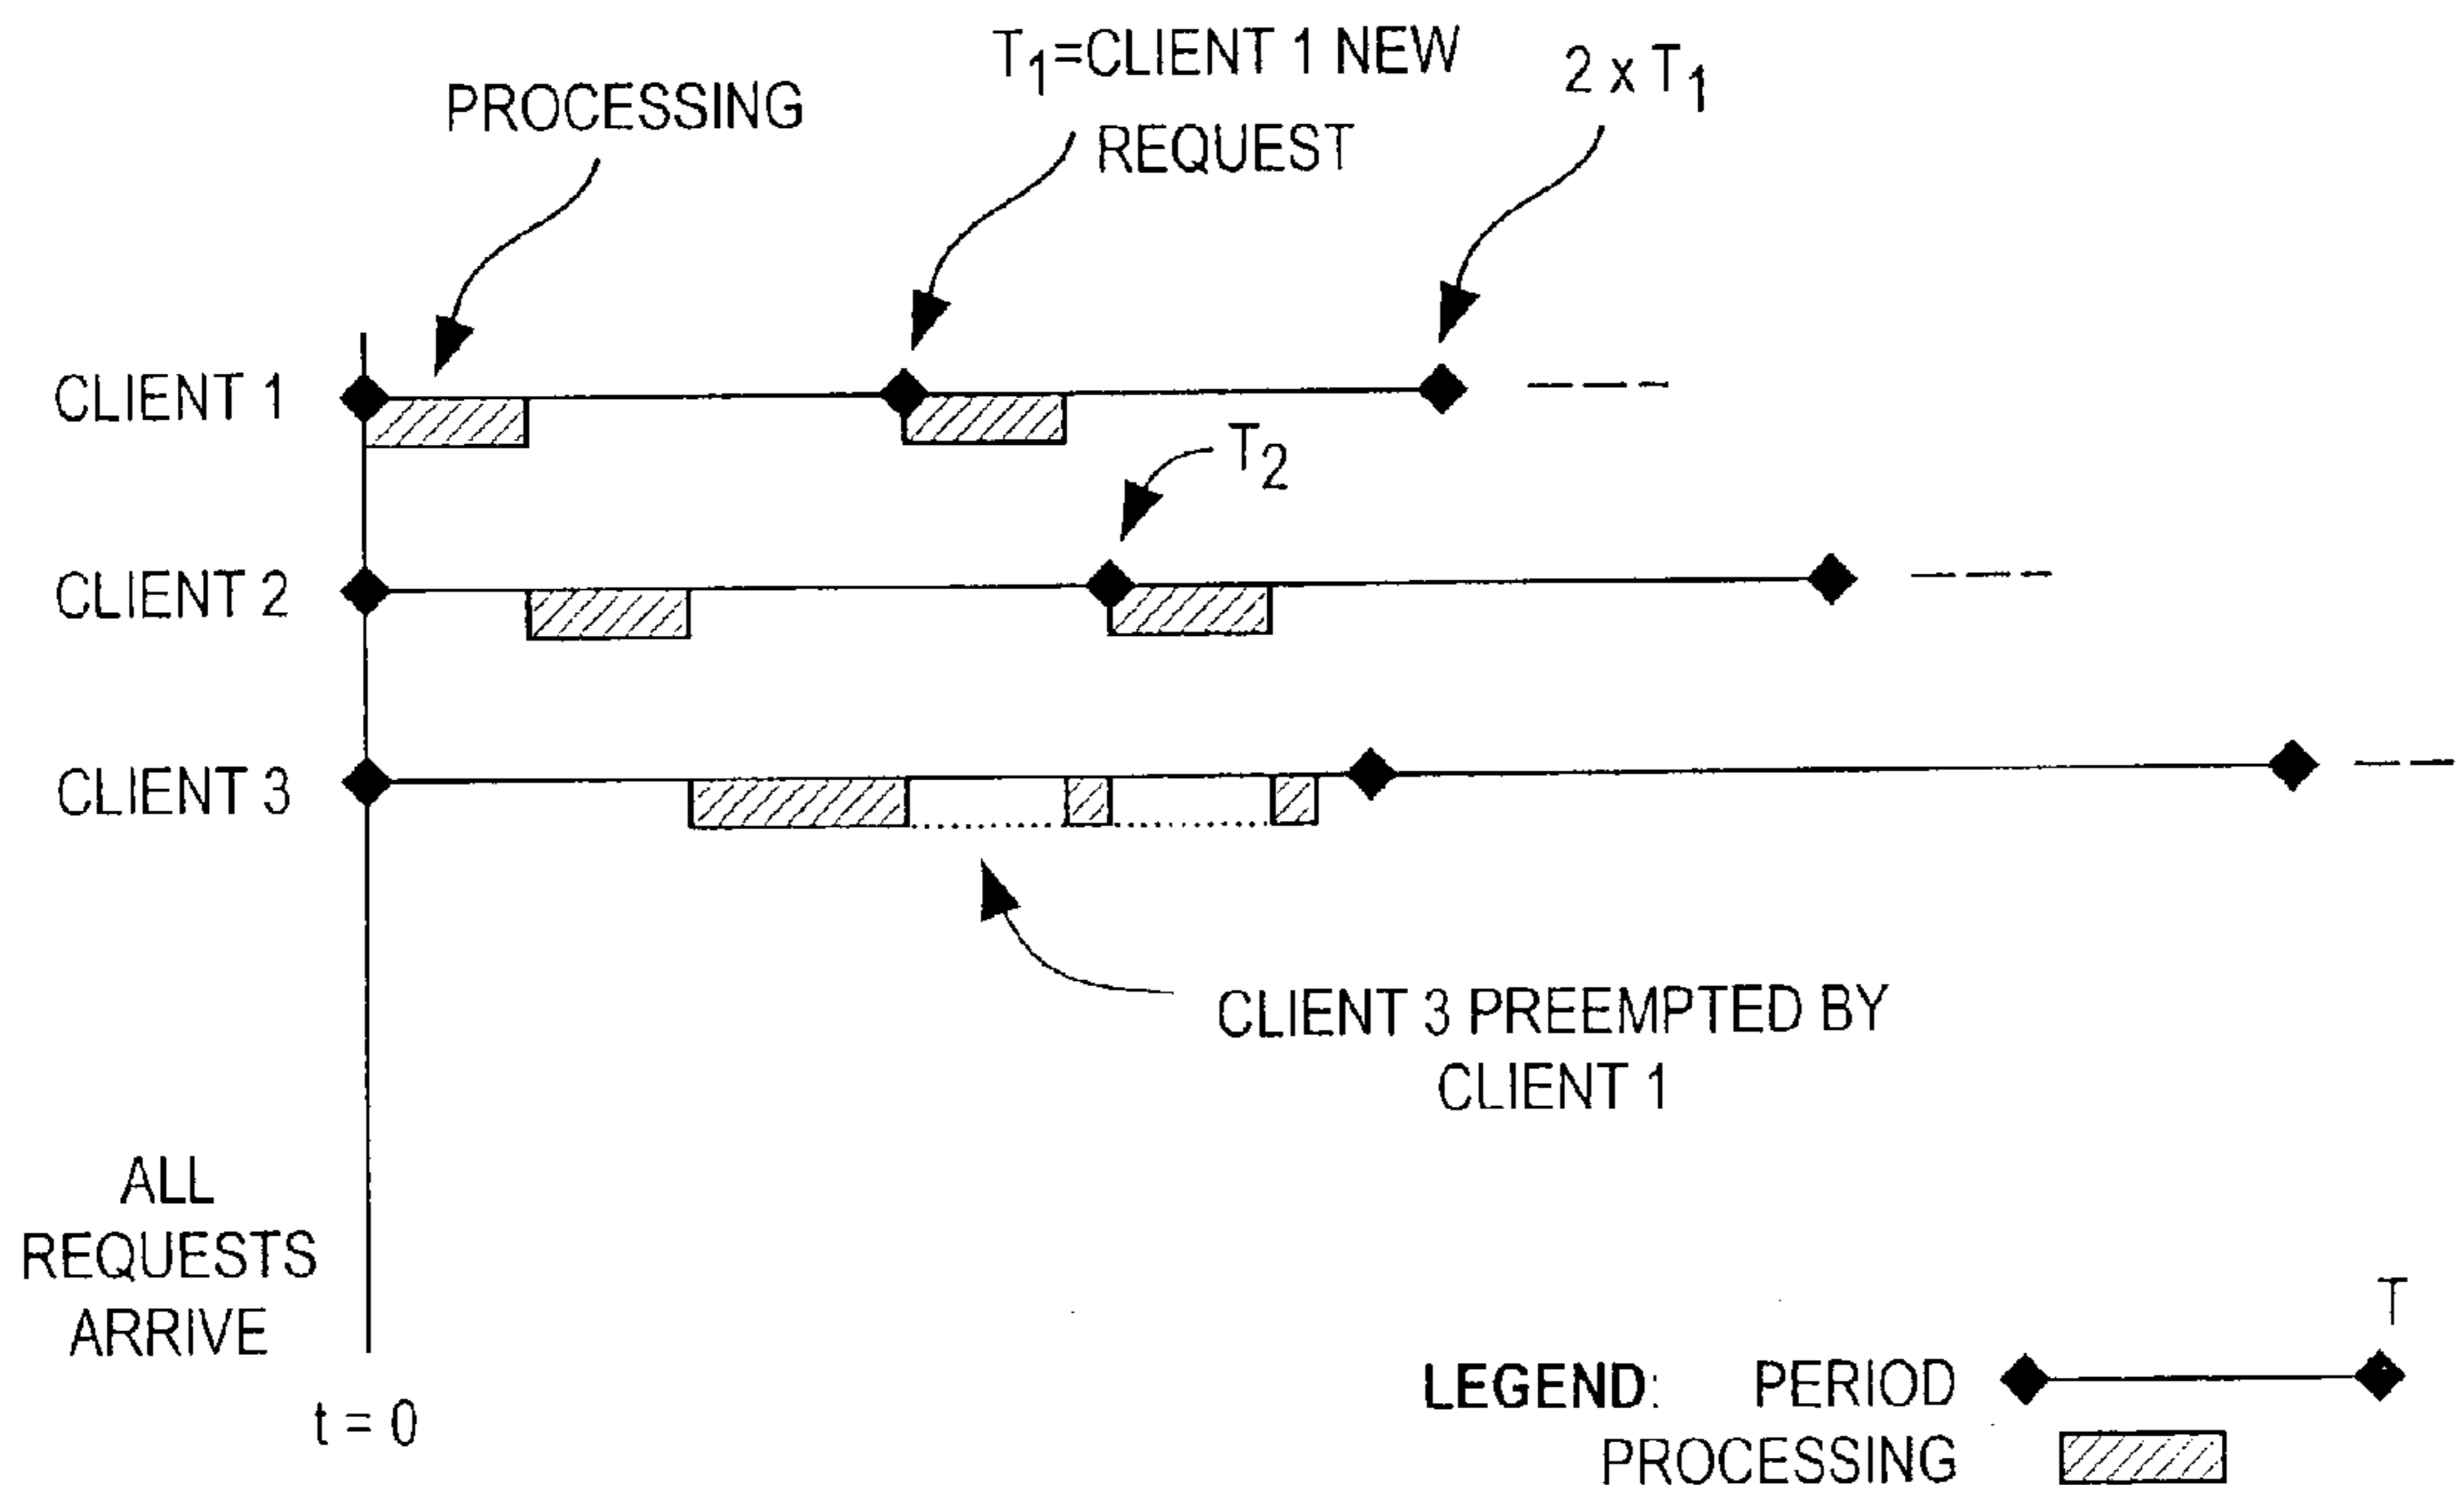 PROCESSING
T1=CLIENT 1 NEW
REQUEST
2 x T1
CLIENT 1
T2
CLIENT 2
CLIENT 3
CLIENT 3 PREEMPTED BY
CLIENT 1
ALL
REQUESTS
ARRIVE
t = 0
T
LEGEND: PERIOD
PROCESSING